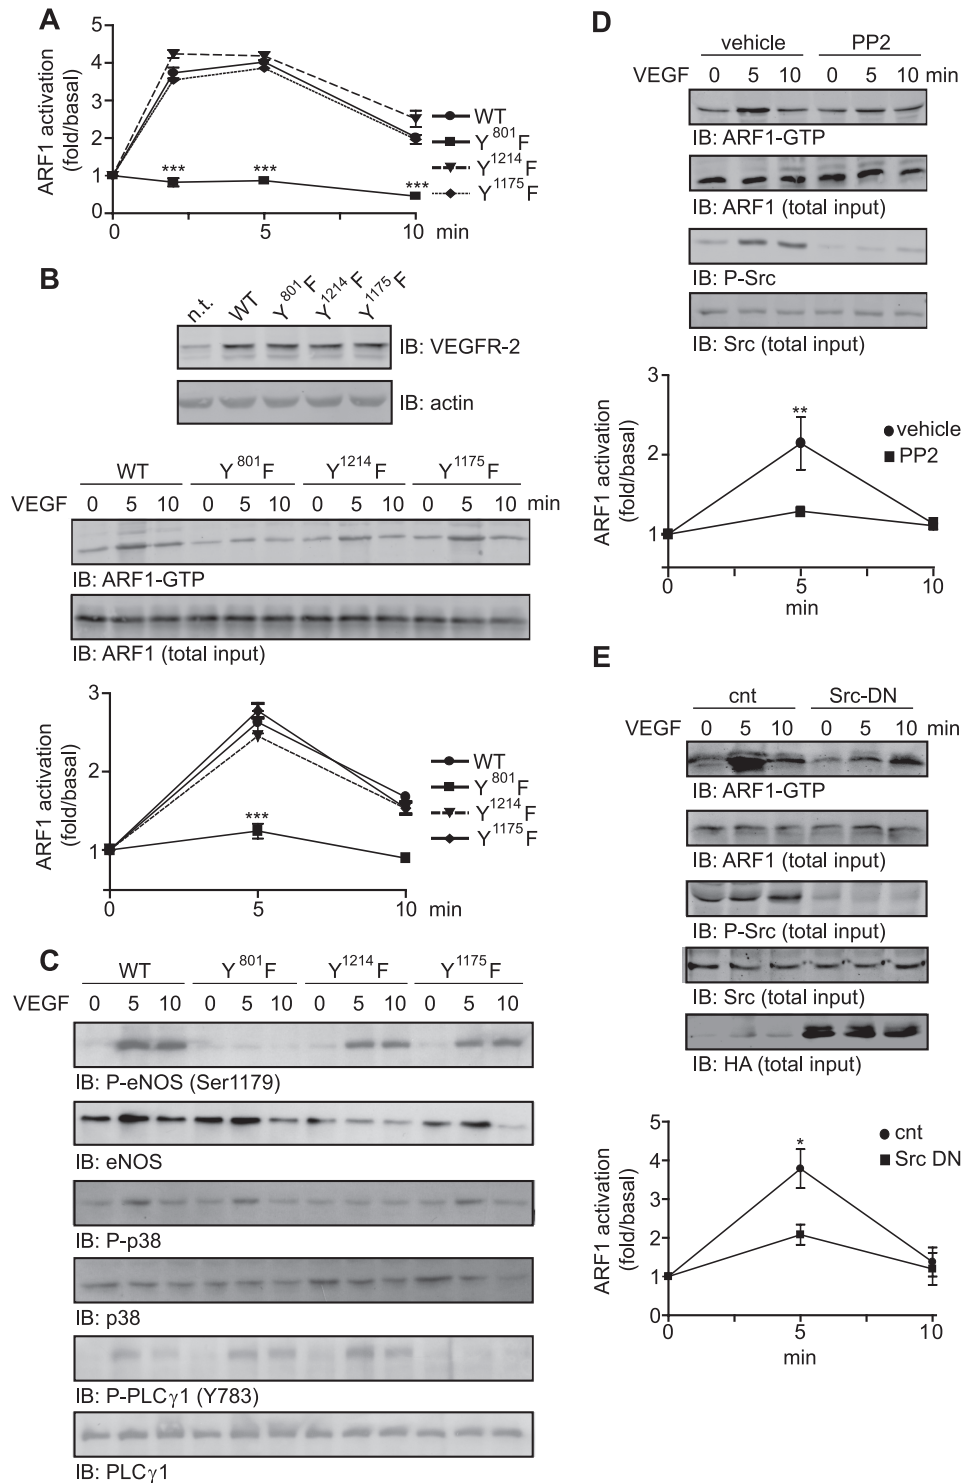 A
ARF1 activation
(fold/basal)
5
4
3
2
1
0
*** *** ***
0 5 10 min
WT
Y801F
Y1214F
Y1175F
B
n.t. WT Y801F Y1214F Y1175F
IB: VEGFR-2
IB: actin
WT Y801F Y1214F Y1175F
VEGF 0 5 10 0 5 10 0 5 10 0 5 10 min
IB: ARF1-GTP
IB: ARF1 (total input)
ARF1 activation
(fold/basal)
3
2
1
***
0 5 10 min
WT
Y801F
Y1214F
Y1175F
C
WT Y801F Y1214F Y1175F
VEGF 0 5 10 0 5 10 0 5 10 0 5 10
IB: P-eNOS (Ser1179)
IB: eNOS
IB: P-p38
IB: p38
IB: P-PLCγ1 (Y783)
IB: PLCγ1
D
vehicle PP2
VEGF 0 5 10 0 5 10 min
IB: ARF1-GTP
IB: ARF1 (total input)
IB: P-Src
IB: Src (total input)
ARF1 activation
(fold/basal)
3
2
1
**
0 5 10
min
vehicle
PP2
E
cnt Src-DN
VEGF 0 5 10 0 5 10 min
IB: ARF1-GTP
IB: ARF1 (total input)
IB: P-Src (total input)
IB: Src (total input)
IB: HA (total input)
ARF1 activation
(fold/basal)
5
4
3
2
1
0
*
0 5 10
min
cnt
Src DN